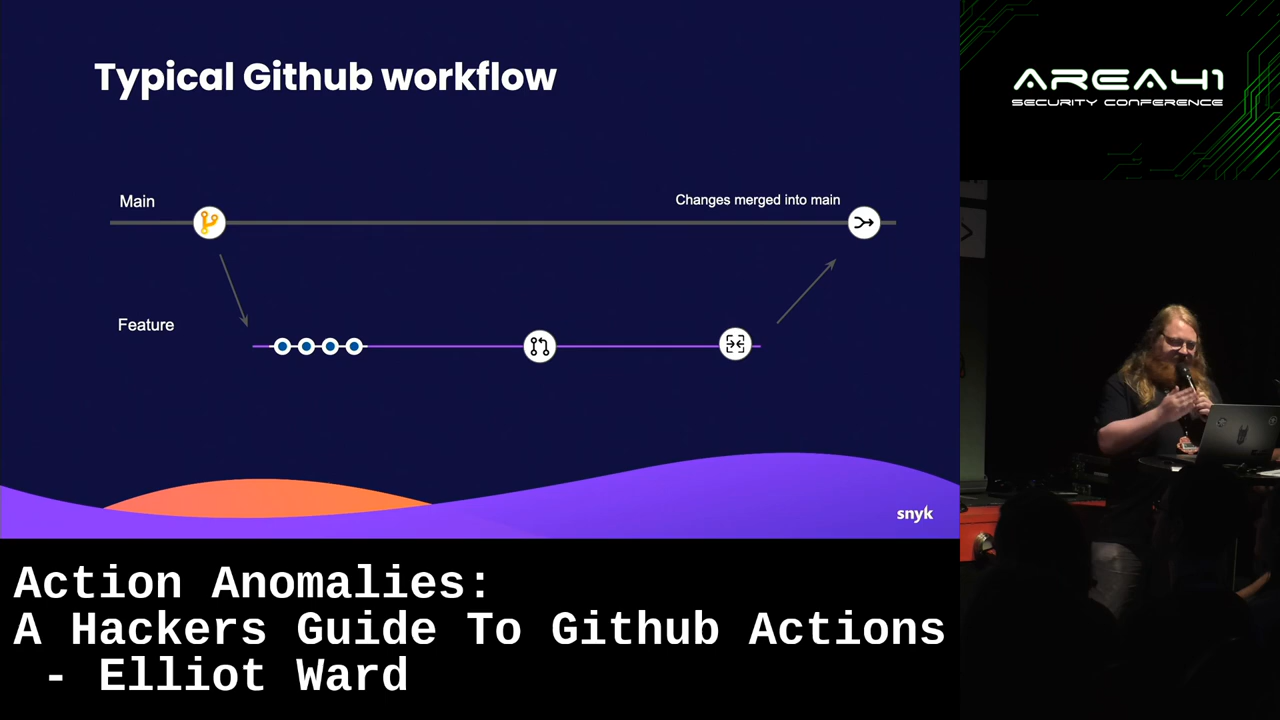 Typical Github workflow
Main
Changes merged into main
Feature
snyk
AREA41
SECURITY CONFERENCE
Action Anomalies:
A Hackers Guide To Github Actions
- Elliot Ward